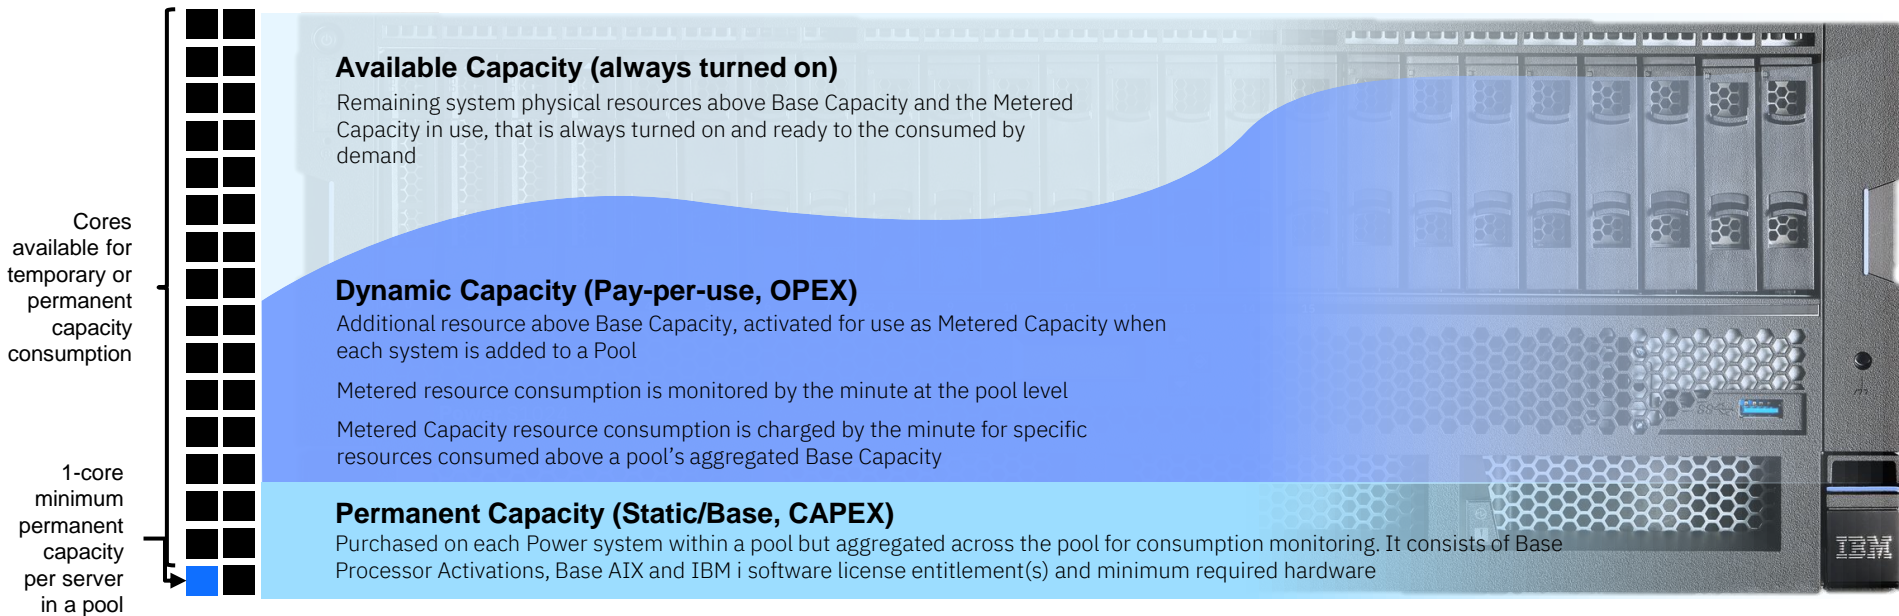 Available Capacity (always turned on)
Remaining system physical resources above Base Capacity and the Metered
Capacity in use, that is always turned on and ready to the consumed by
demand
Cores
available for
temporary or
permanent
capacity
consumption
Dynamic Capacity (Pay-per-use, OPEX)
Additional resource above Base Capacity, activated for use as Metered Capacity when
each system is added to a Pool
Metered resource consumption is monitored by the minute at the pool level
Metered Capacity resource consumption is charged by the minute for specific
resources consumed above a pool's aggregated Base Capacity
1-core
minimum
permanent
capacity
per server
in a pool
Permanent Capacity (Static/Base, CAPEX)
Purchased on each Power system within a pool but aggregated across the pool for consumption monitoring. It consists of Base
Processor Activations, Base AIX and IBM i software license entitlement(s) and minimum required hardware
IBM